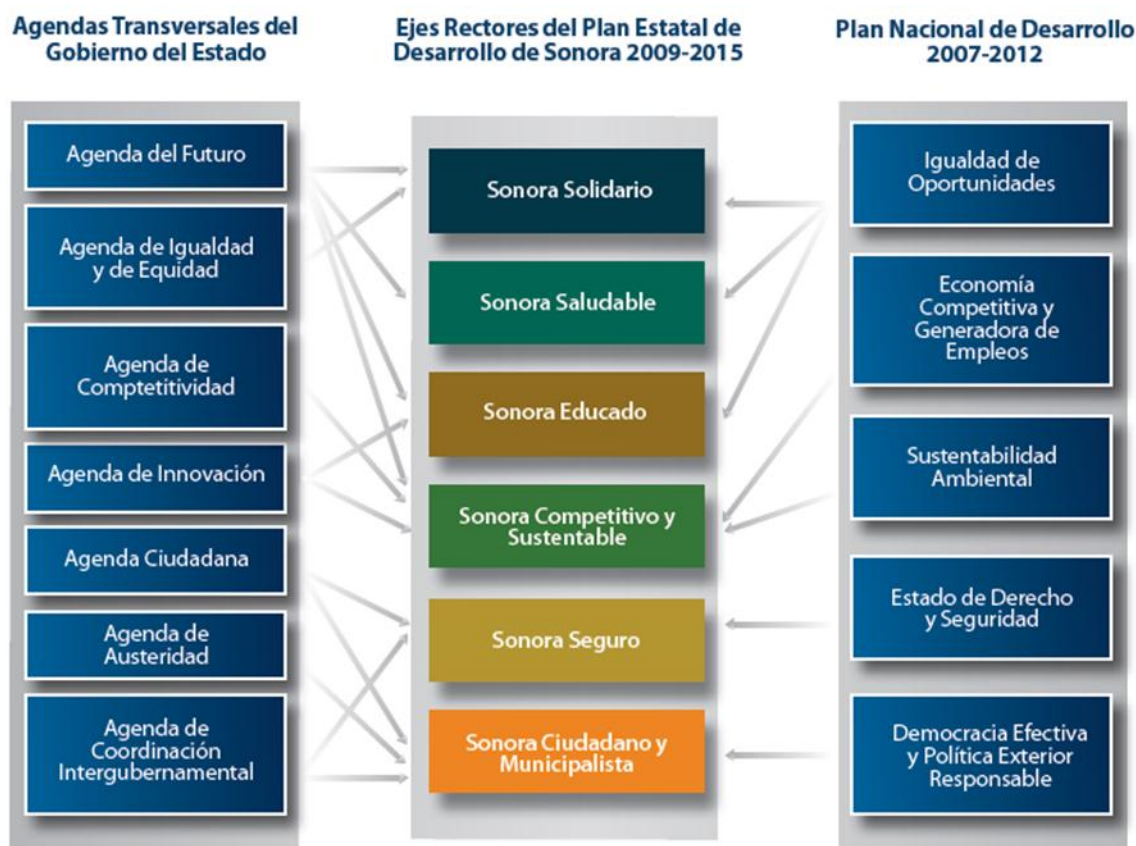 Agendas Transversales del
Gobierno del Estado
Agenda del Futuro
Agenda de Igualdad
y de Equidad
Agenda de
Comptetitividad
Agenda de Innovación
Agenda Ciudadana
Agenda de
Austeridad
Agenda de
Coordinación
Intergubernamental
Ejes Rectores del Plan Estatal de
Desarrollo de Sonora 2009-2015
Sonora Solidario
Sonora Saludable
Sonora Educado
Sonora Competitivo y
Sustentable
Sonora Seguro
Sonora Ciudadano y
Municipalista
Plan Nacional de Desarrollo
2007-2012
Igualdad de
Oportunidades
Economía
Competitiva y
Generadora de
Empleos
Sustentabilidad
Ambiental
Estado de Derecho
y Seguridad
Democracia Efectiva
y Política Exterior
Responsable